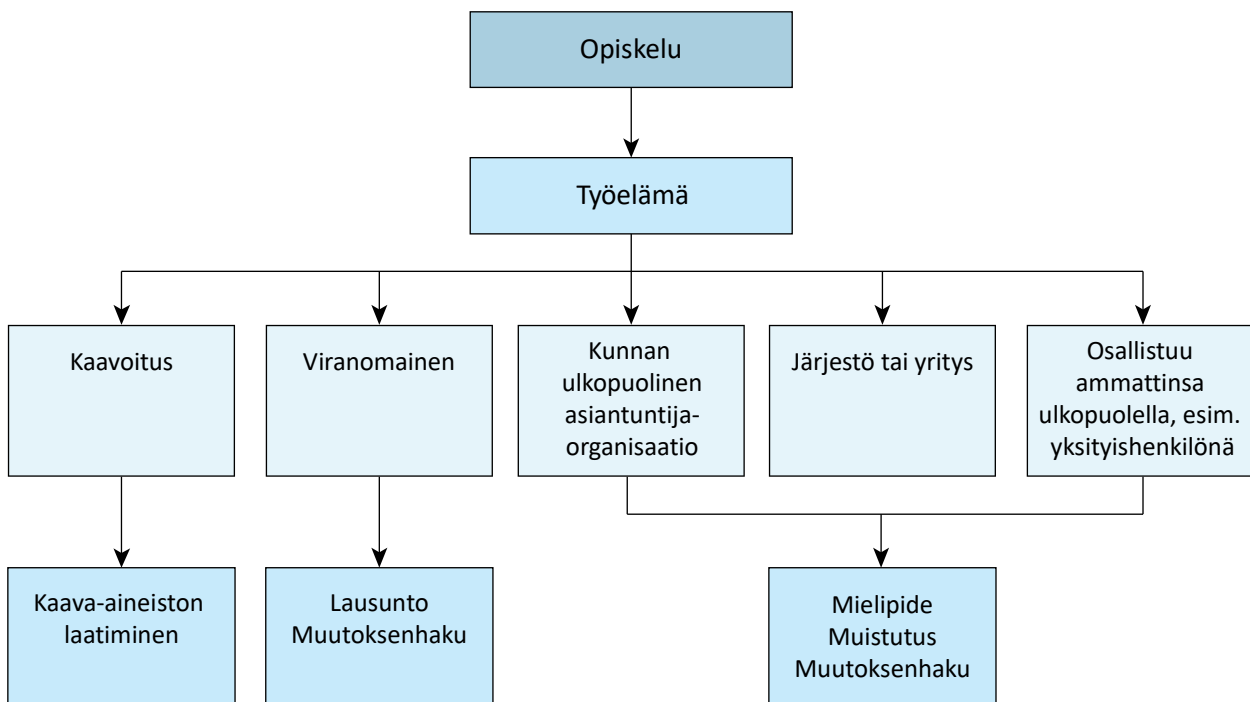 Opiskelu
Työelämä
Kaavoitus
Viranomainen
Kunnan
ulkopuolinen
asiantuntija-
organisaatio
Järjestö tai yritys
Osallistuu
ammattinsa
ulkopuolella, esim.
yksityishenkilönä
Kaava-aineiston
laatiminen
Lausunto
Muutoksenhaku
Mielipide
Muistutus
Muutoksenhaku